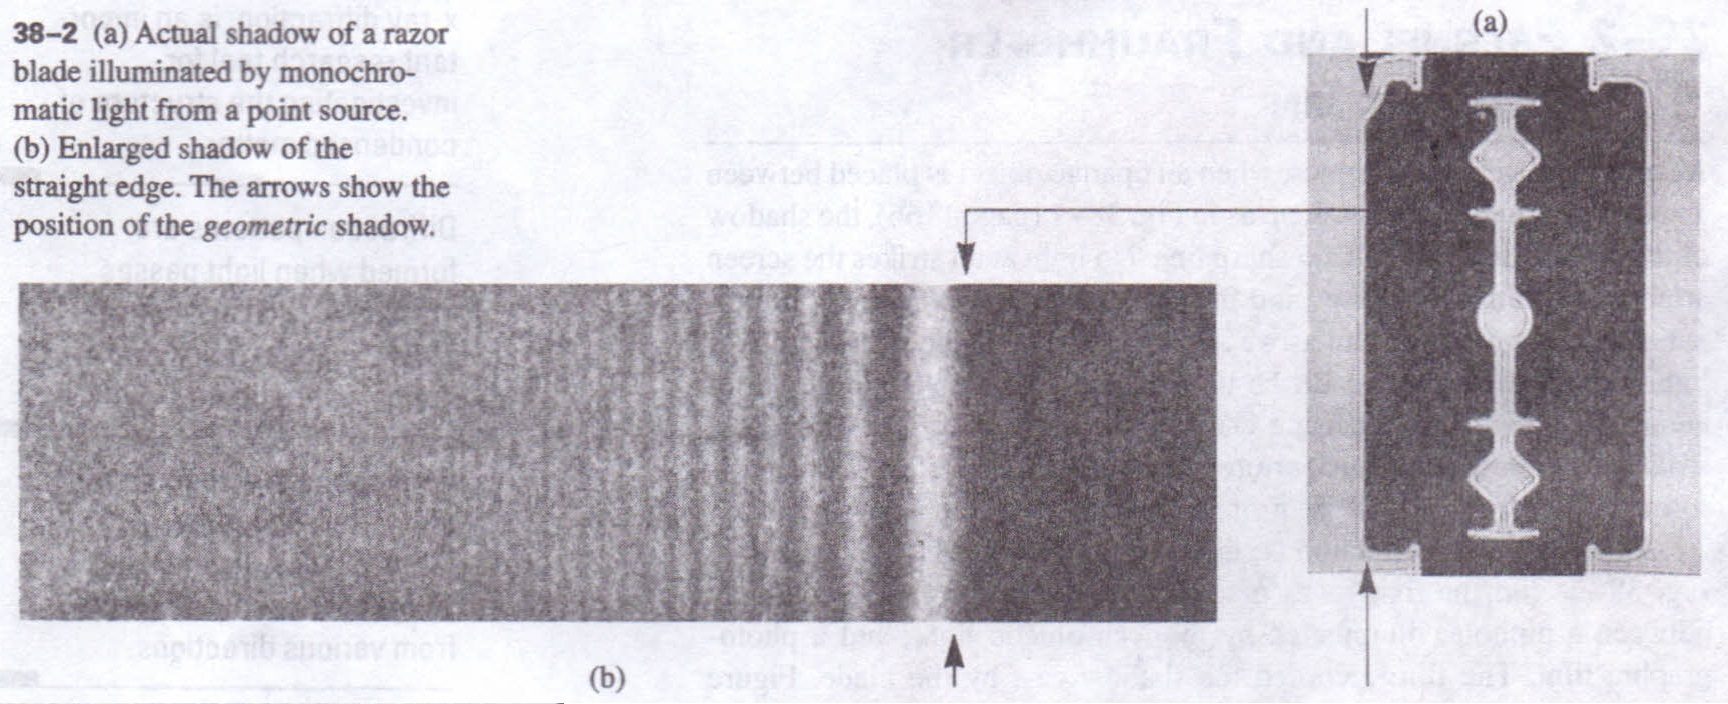 38–2 (a) Actual shadow of a razor
blade illuminated by monochro-
matic light from a point source.
(b) Enlarged shadow of the
straight edge. The arrows show the
position of the geometric shadow.
(a)
(b)